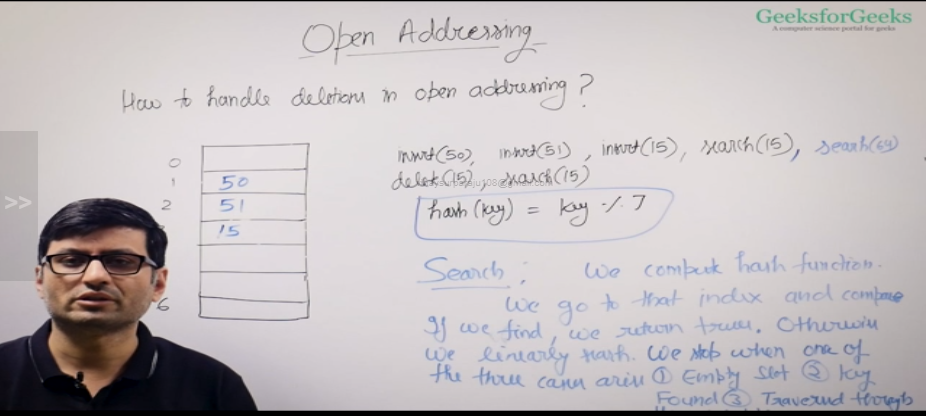 GeeksforGeeks
A computer science portal for geeks
Open Addressing
How to handle deletions in open addressing?
insert(50), insert(51), insert(15), search(15), search(64)
delet(15), search(15)
hash(key) = key % 7
0
1 50
2 51
15
6
>>
Search: We compute hash function.
We go to that index and compare
If we find, we return true. Otherwise
we linearly search. We stop when one of
the three cases arise ① Empty slot ② key
Found ③ Traversed through